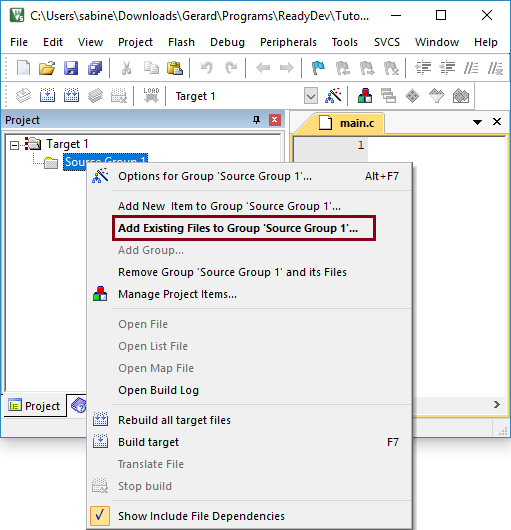 C:\Users\sabine\Downloads\Gerard\Programs\ReadyDev\Tuto...
File Edit View Project Flash Debug Peripherals Tools SVCS Window Help
LOAD Target 1
Project
main.c
Target 1
1
Source Group 1
Options for Group 'Source Group 1'... Alt+F7
Add New Item to Group 'Source Group 1'...
Add Existing Files to Group 'Source Group 1'...
Add Group...
Remove Group 'Source Group 1' and its Files
Manage Project Items...
Open File
Open List File
Open Map File
Open Build Log
Project
Rebuild all target files
Build target F7
Translate File
Stop build
Show Include File Dependencies